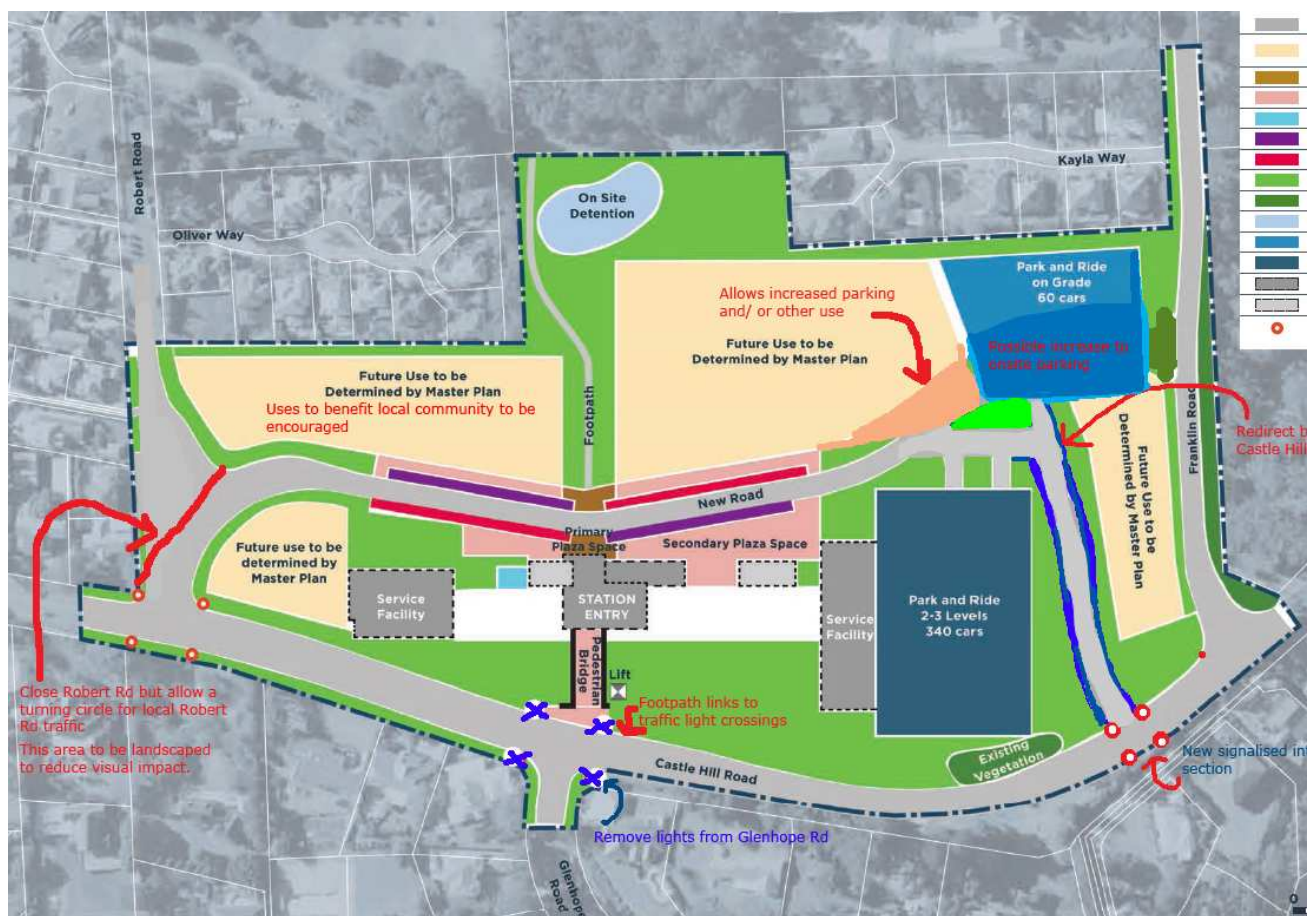 Robert Road
Oliver Way
Kayla Way
On Site
Detention
Park and Ride
on Grade
60 cars
Allows increased parking
and/ or other use
Future Use to be
Determined by Master Plan
Possible increase to
onsite parking
Future Use to be
Determined by Master Plan
Uses to benefit local community to be
encouraged
Footpath
Franklin Road
Redirect b
Castle Hill
Future Use to be
Determined by Master Plan
New Road
Primary
Plaza Space
Secondary Plaza Space
Future use to be
determined by
Master Plan
Service
Facility
STATION
ENTRY
Service
Facility
Park and Ride
2-3 Levels
340 cars
Pedestrian
Bridge
Lift
Close Robert Rd but allow a
turning circle for local Robert
Rd traffic
This area to be landscaped
to reduce visual impact.
Footpath links to
traffic light crossings
Castle Hill Road
Existing
Vegetation
New signalised in
section
Remove lights from Glenhope Rd
Glenhope
Road
0